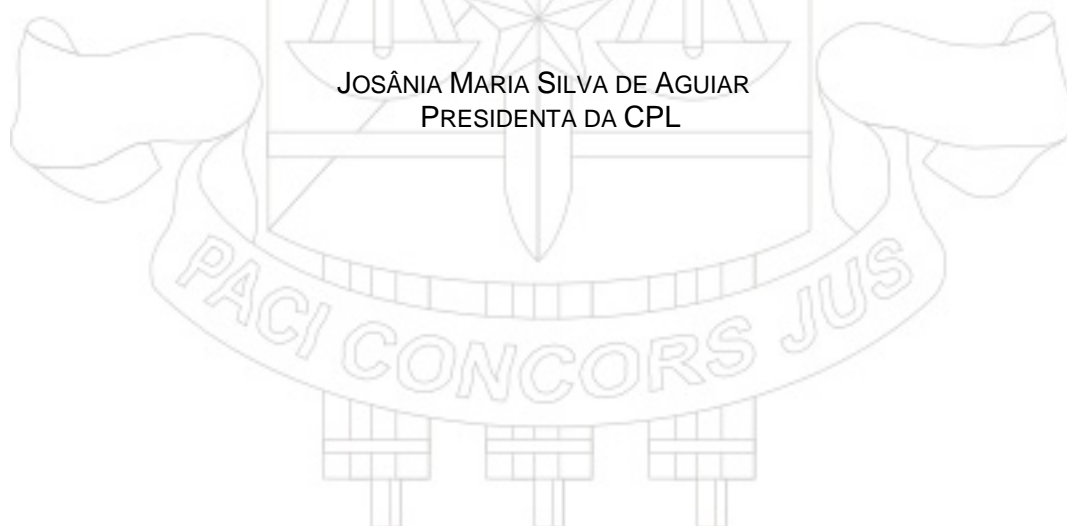 JOSÂNIA MARIA SILVA DE AGUIAR
PRESIDENTA DA CPL
PACI CONCORS JUS